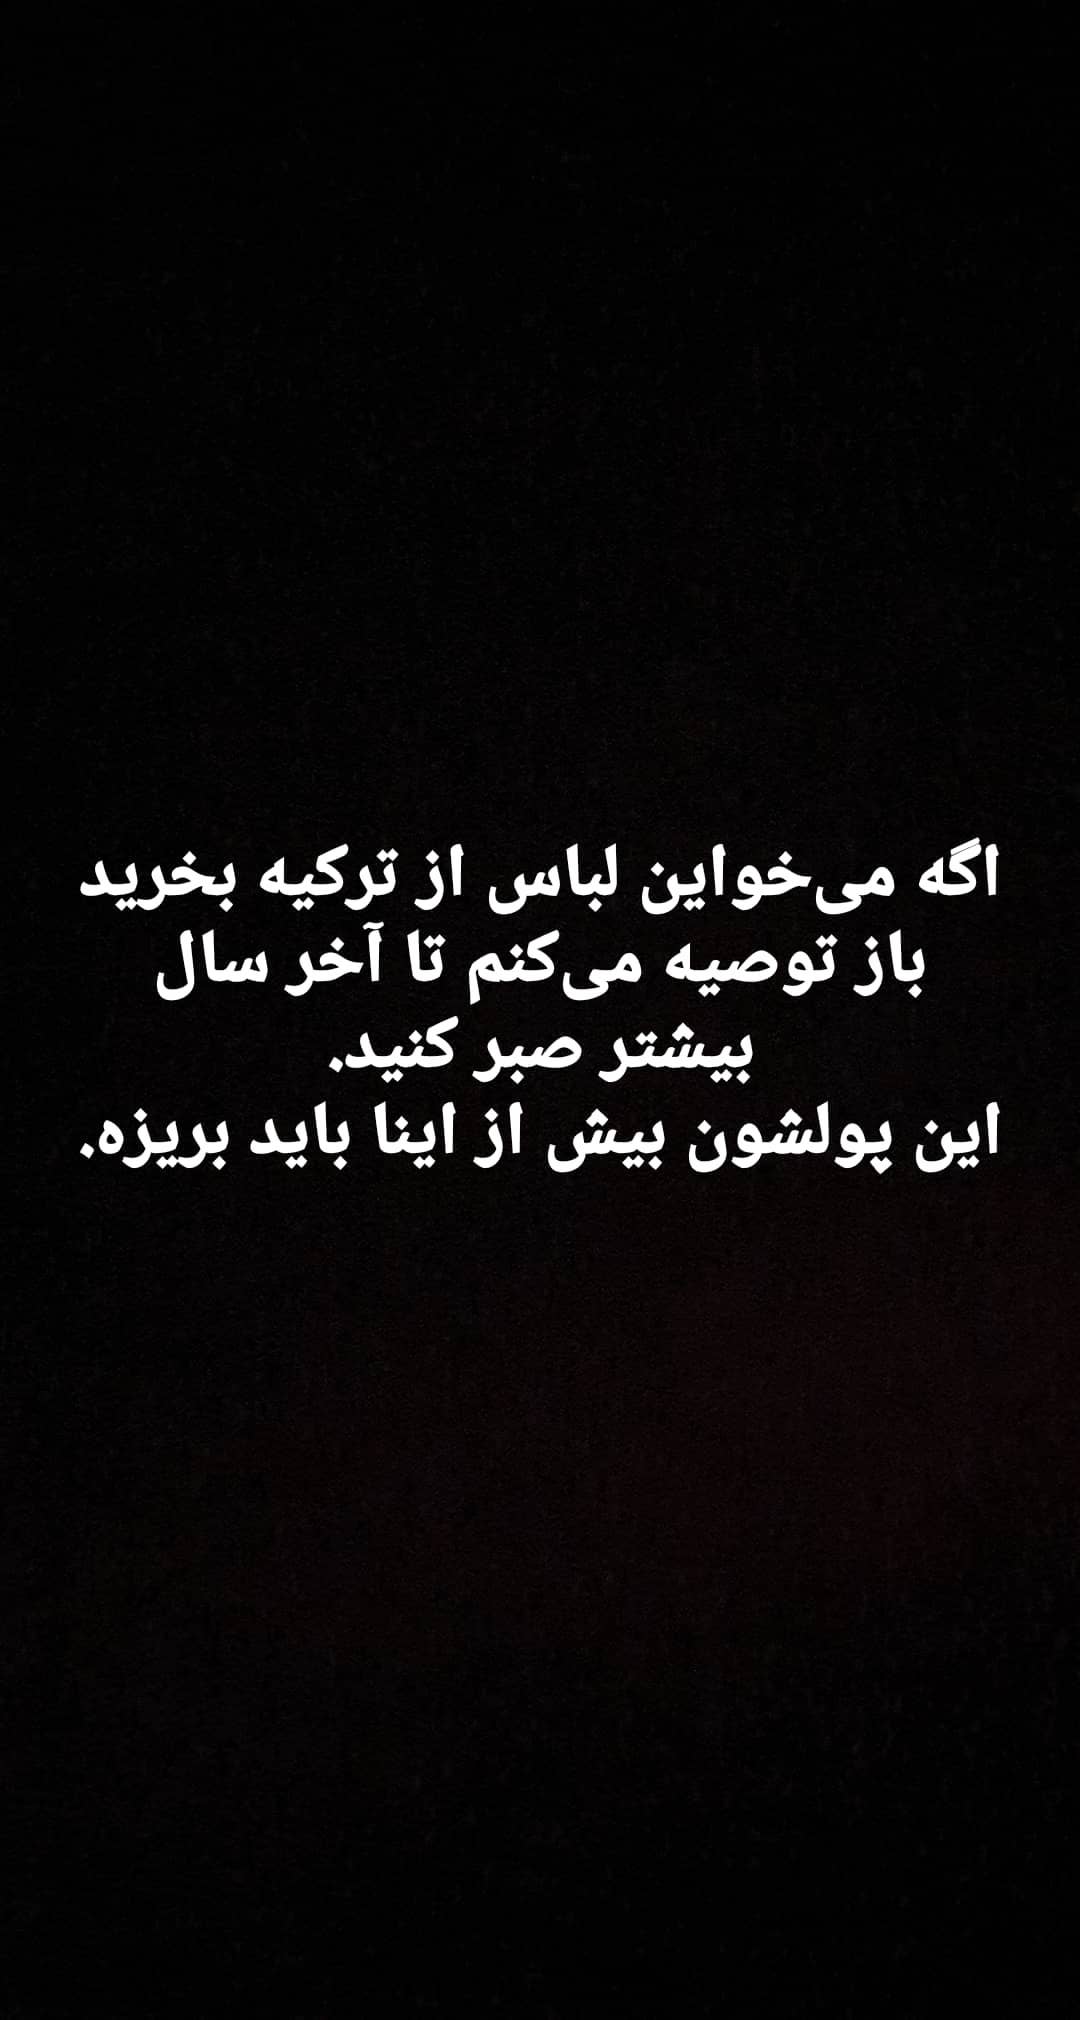 اگه می‌خواین لباس از ترکیه بخرید
باز توصیه می‌کنم تا آخر سال
بیشتر صبر کنید.
این پولشون بیش از اینا باید بریزه.